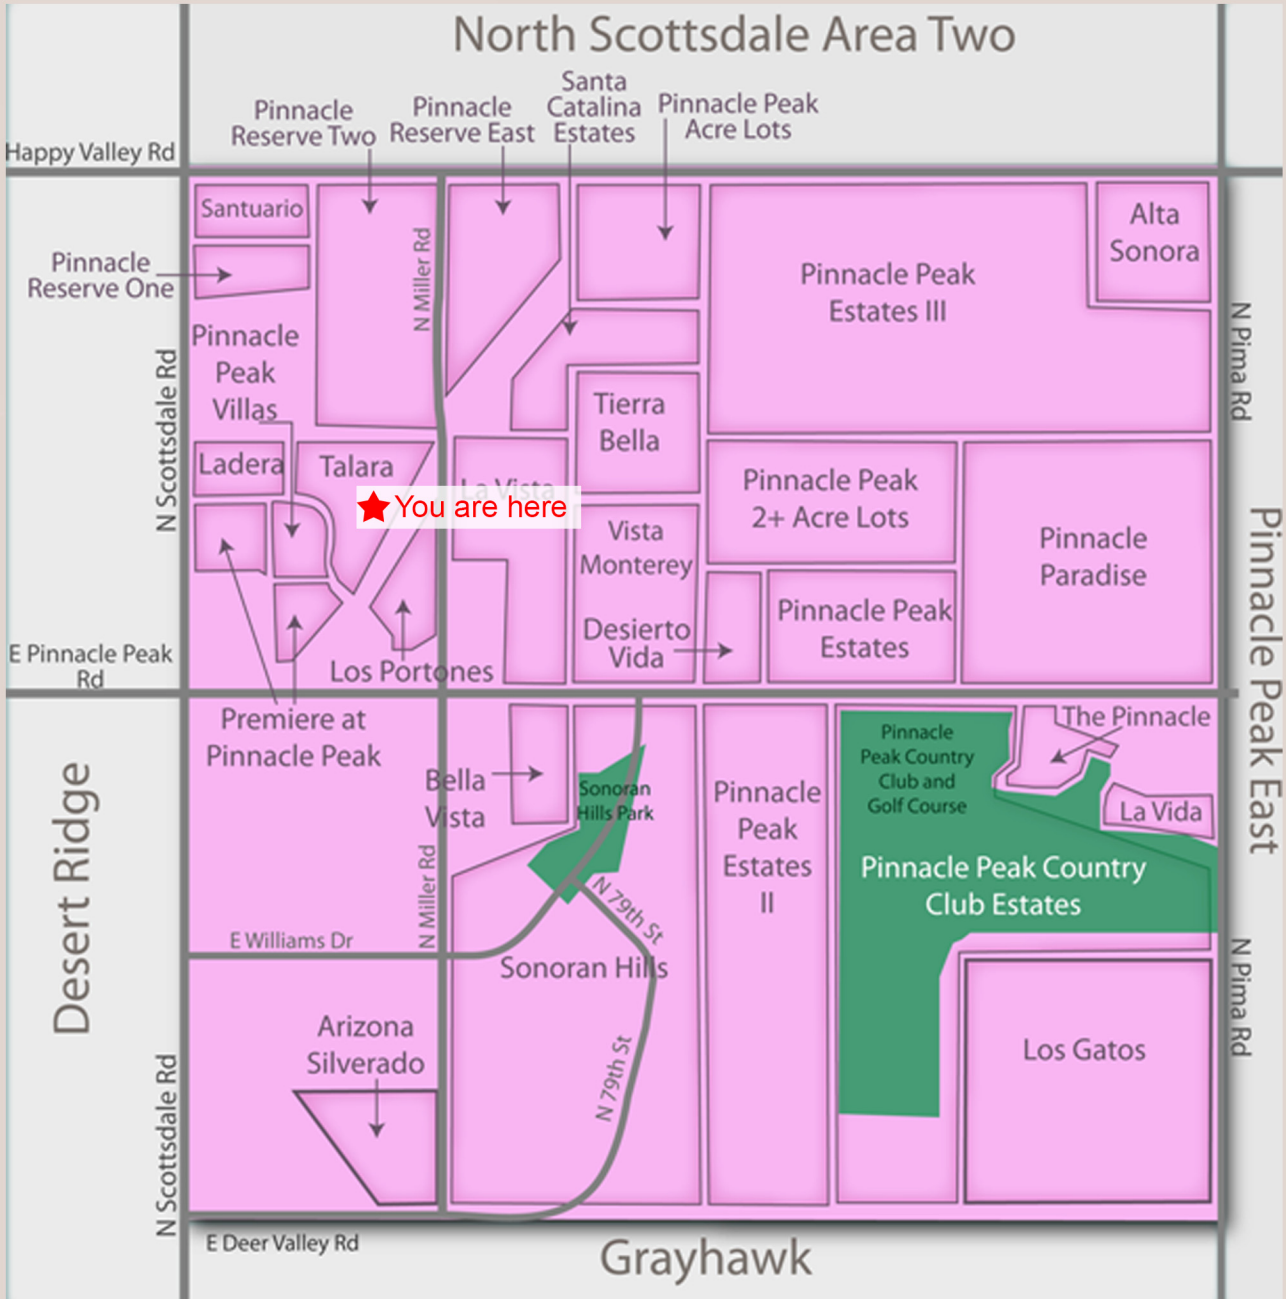 North Scottsdale Area Two
Pinnacle
Reserve Two
Pinnacle
Reserve East
Santa
Catalina
Estates
Pinnacle Peak
Acre Lots
Happy Valley Rd
Santuario
Pinnacle
Reserve One
N Miller Rd
Alta
Sonora
Pinnacle Peak
Estates III
N Pima Rd
N Scottsdale Rd
Pinnacle
Peak
Villas
Tierra
Bella
Ladera
Talara
La Vista
You are here
Pinnacle Peak
2+ Acre Lots
Vista
Monterey
Pinnacle
Paradise
Pinnacle Peak
Estates
Desierto
Vida
Los Portones
E Pinnacle Peak
Rd
Pinnacle Peak East
Premiere at
Pinnacle Peak
Bella
Vista
Sonoran
Hills Park
Pinnacle
Peak
Estates
II
Pinnacle
Peak Country
Club and
Golf Course
The Pinnacle
La Vida
Pinnacle Peak Country
Club Estates
Desert Ridge
N Miller Rd
N 79th St
E Williams Dr
Sonoran Hills
N Pima Rd
Arizona
Silverado
N 79th St
Los Gatos
N Scottsdale Rd
E Deer Valley Rd
Grayhawk